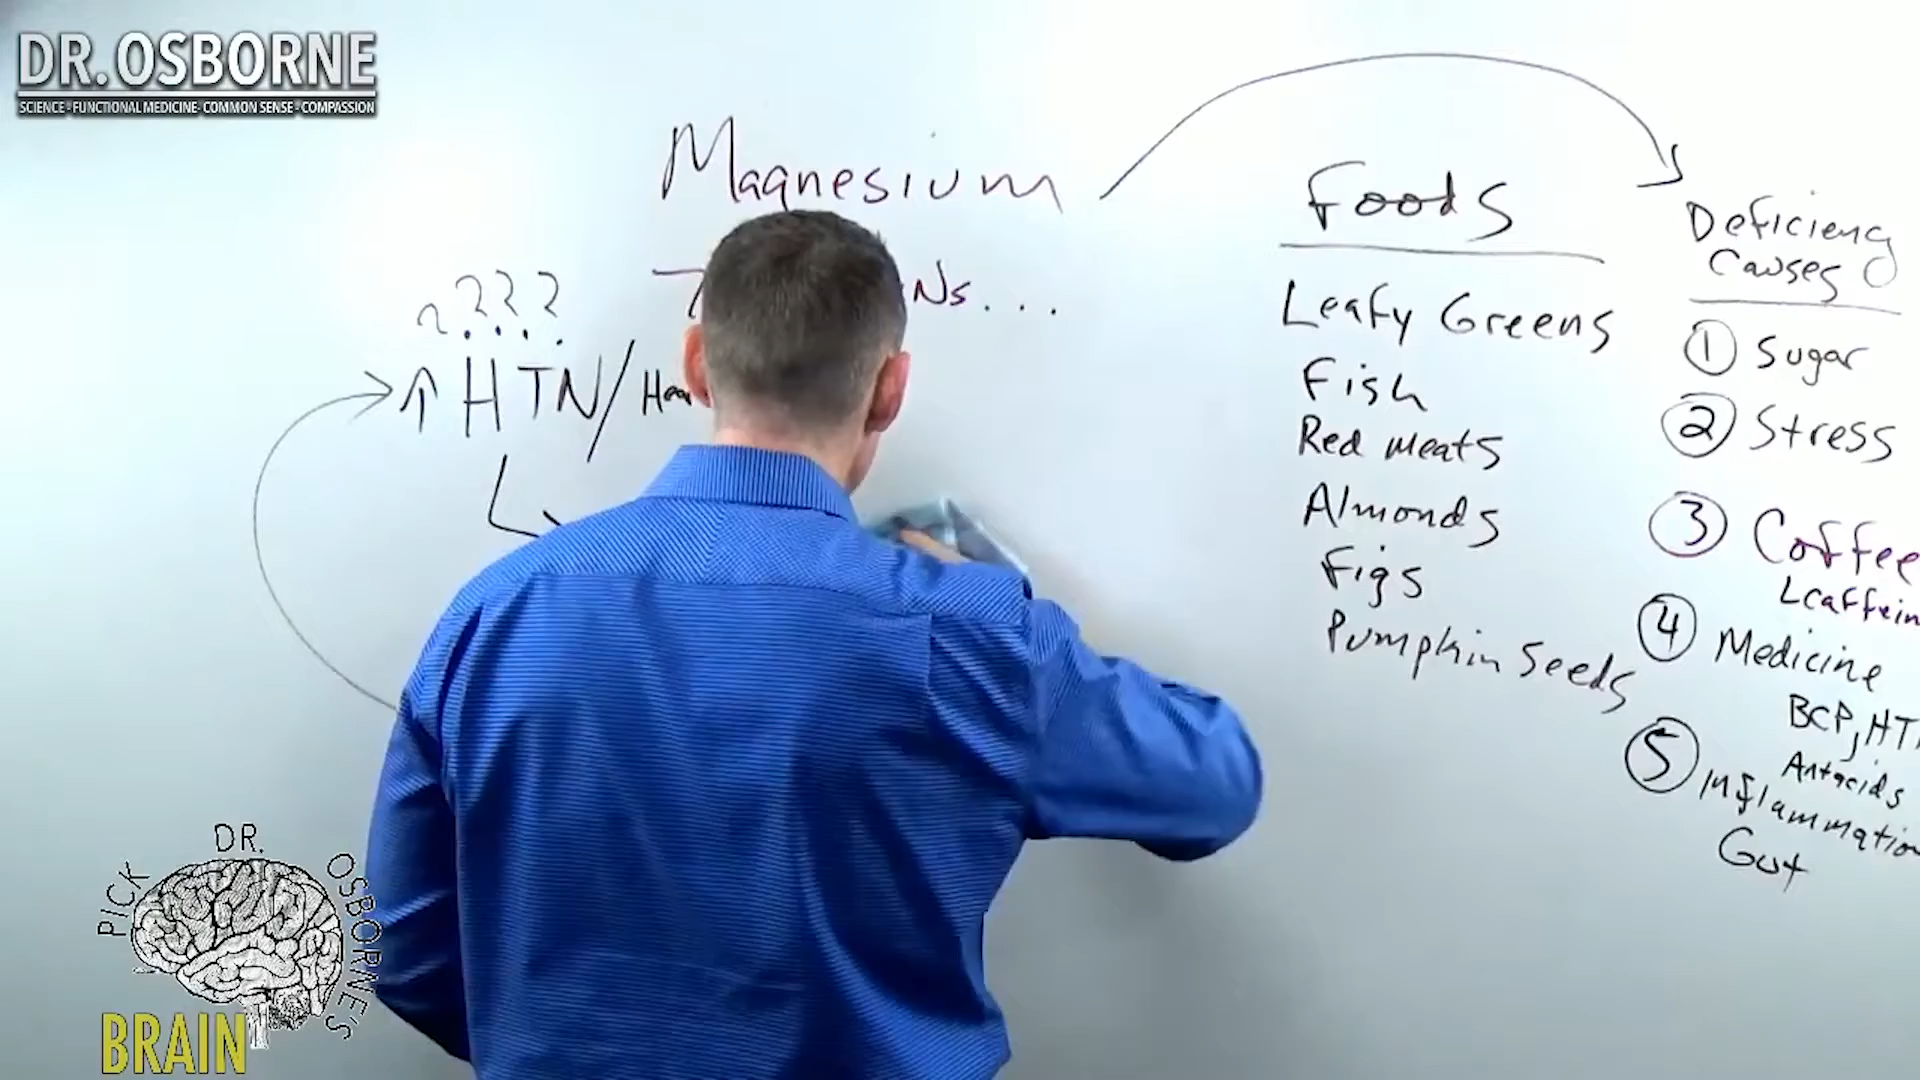 DR. OSBORNE
SCIENCE - FUNCTIONAL MEDICINE - COMMON SENSE - COMPASSION
Magnesium
Ns...
????
↑ HTN/
Foods
Leafy Greens
Fish
Red meats
Almonds
Figs
Pumpkin Seeds
Deficiency
Causes
① Sugar
② Stress
③ Coffee
④ Medicine
BCP,
Antacids
⑤ Inflammation
Gut
PICK DR. OSBORNE'S
BRAIN